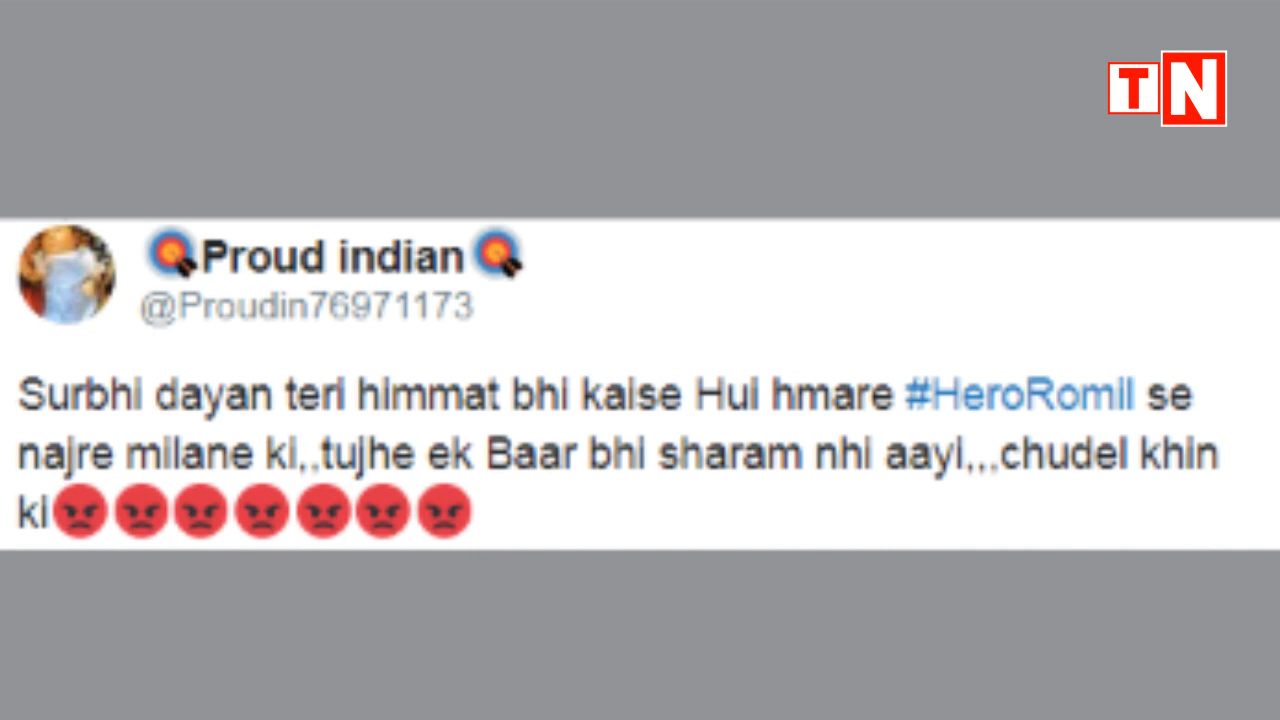 TN
Proud indian
@Proudin76971173
Surbhi dayan teri himmat bhi kaise Hui hmare #HeroRomil se
najre milane ki,,tujhe ek Baar bhi sharam nhi aayi,,,chudel khin
ki